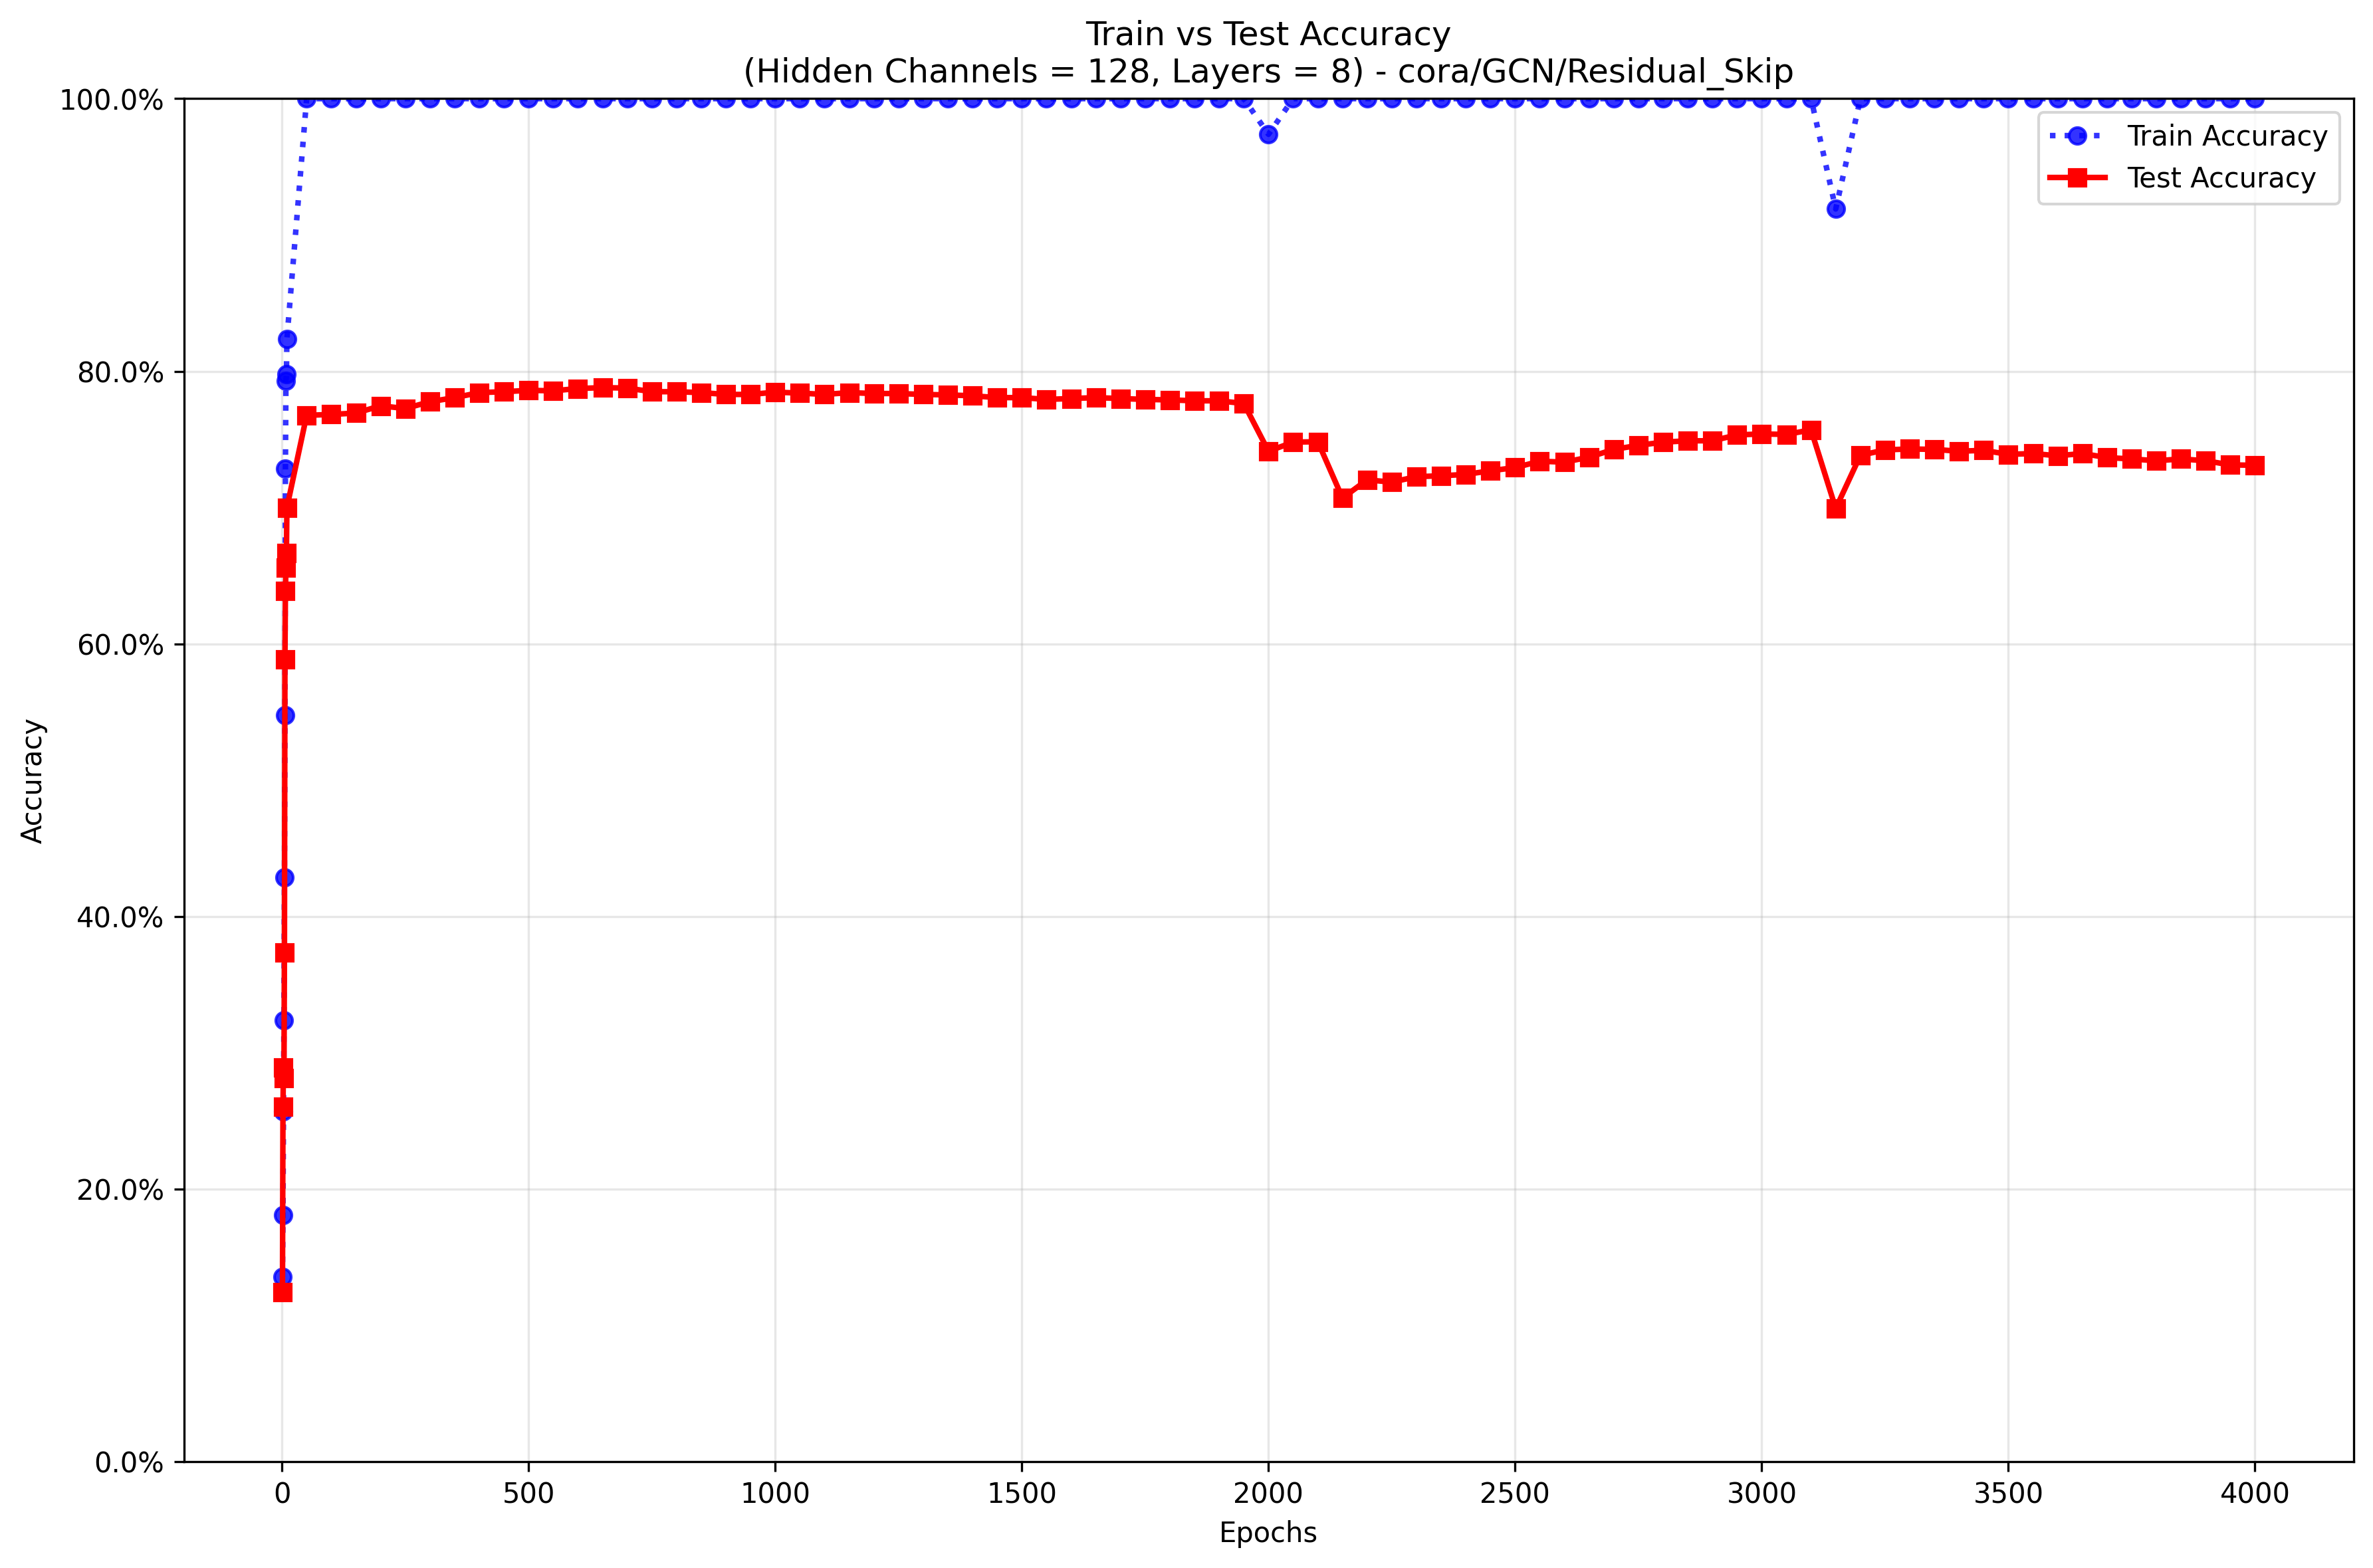 Train vs Test Accuracy
(Hidden Channels = 128, Layers = 8) - cora/GCN/Residual_Skip
100.0%
80.0%
60.0%
40.0%
20.0%
0.0%
Accuracy
Train Accuracy
Test Accuracy
0 500 1000 1500 2000 2500 3000 3500 4000
Epochs